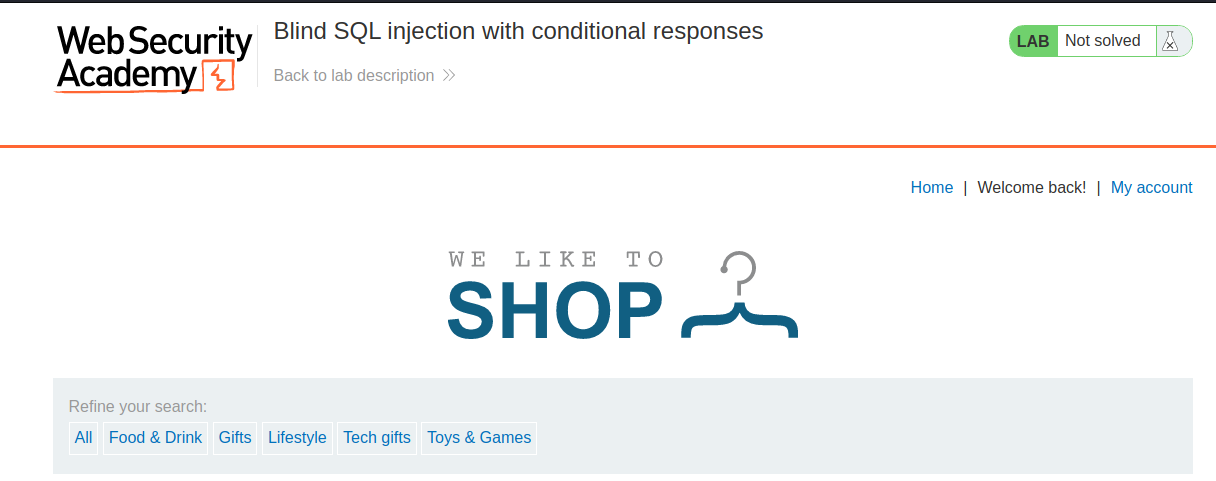 Web Security
Academy
Blind SQL injection with conditional responses
Back to lab description
LAB Not solved
Home | Welcome back! | My account
WE LIKE TO
SHOP
Refine your search:
All Food & Drink Gifts Lifestyle Tech gifts Toys & Games